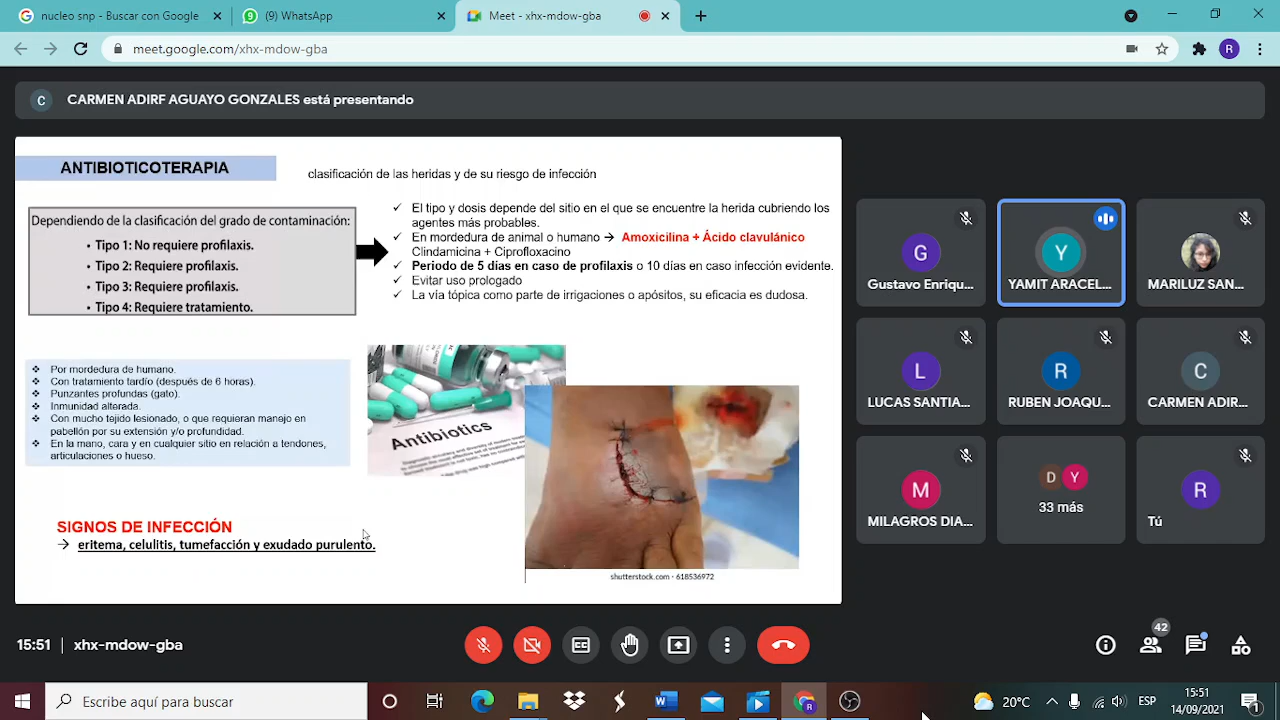 nucleo snp - Buscar con Google
(9) WhatsApp
Meet - xhx-mdow-gba
meet.google.com/xhx-mdow-gba
R
C CARMEN ADIRF AGUAYO GONZALES está presentando
ANTIBIOTICOTERAPIA
clasificación de las heridas y de su riesgo de infección
Dependiendo de la clasificación del grado de contaminación:
• Tipo 1: No requiere profilaxis.
• Tipo 2: Requiere profilaxis.
• Tipo 3: Requiere profilaxis.
• Tipo 4: Requiere tratamiento.
✓ El tipo y dosis depende del sitio en el que se encuentre la herida cubriendo los
agentes más probables.
✓ En mordedura de animal o humano → Amoxicilina + Ácido clavulánico
Clindamicina + Ciprofloxacino
✓ Periodo de 5 días en caso de profilaxis o 10 días en caso infección evidente.
✓ Evitar uso prologado
✓ La vía tópica como parte de irrigaciones o apósitos, su eficacia es dudosa.
❖ Por mordedura de humano.
❖ Con tratamiento tardío (después de 6 horas).
❖ Punzantes profundas (gato).
❖ Inmunidad alterada.
❖ Con mucho tejido lesionado, o que requieran manejo en
pabellón por su extensión y/o profundidad.
❖ En la mano, cara y en cualquier sitio en relación a tendones,
articulaciones o hueso.
Antibiotics
shutterstock.com · 618536972
SIGNOS DE INFECCIÓN
→ eritema, celulitis, tumefacción y exudado purulento.
G
Gustavo Enriqu...
Y
YAMIT ARACEL...
MARILUZ SAN...
L
LUCAS SANTIA...
R
RUBEN JOAQU...
C
CARMEN ADIR...
M
MILAGROS DIA...
D Y
33 más
R
Tú
15:51 | xhx-mdow-gba
42
Escribe aquí para buscar
20°C
ESP
15:51
14/09/2021
1